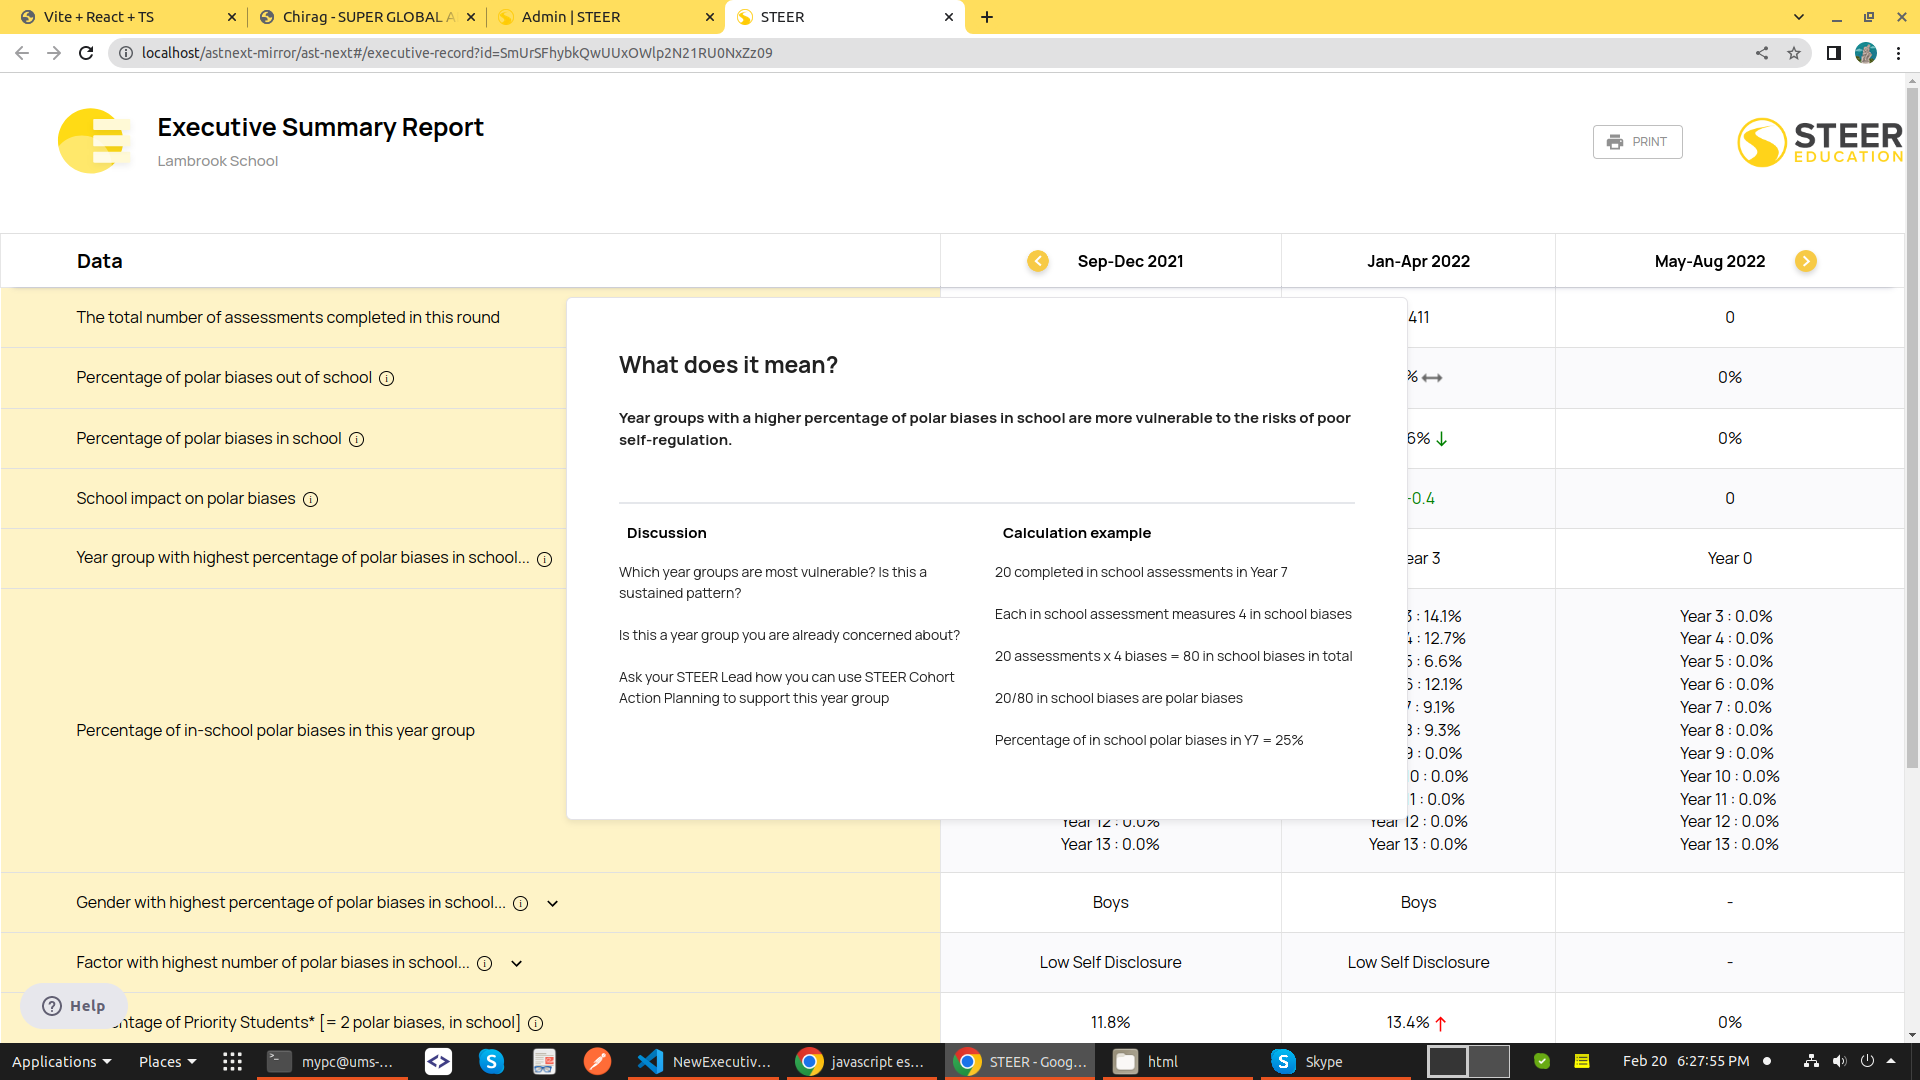 Vite + React + TS
Chirag - SUPER GLOBAL A
Admin | STEER
STEER
localhost/astnext-mirror/ast-next#/executive-record?id=SmUrSFhybkQwUUxOWlp2N21RU0NxZz09
Executive Summary Report
Lambrook School
PRINT
STEER
EDUCATION
Data
Sep-Dec 2021
Jan-Apr 2022
May-Aug 2022
The total number of assessments completed in this round
411
0
Percentage of polar biases out of school
%
0%
Percentage of polar biases in school
6%
0%
School impact on polar biases
-0.4
0
Year group with highest percentage of polar biases in school...
ear 3
Year 0
What does it mean?
Year groups with a higher percentage of polar biases in school are more vulnerable to the risks of poor
self-regulation.
Discussion
Which year groups are most vulnerable? Is this a
sustained pattern?
Is this a year group you are already concerned about?
Ask your STEER Lead how you can use STEER Cohort
Action Planning to support this year group
Calculation example
20 completed in school assessments in Year 7
Each in school assessment measures 4 in school biases
20 assessments x 4 biases = 80 in school biases in total
20/80 in school biases are polar biases
Percentage of in school polar biases in Y7 = 25%
Percentage of in-school polar biases in this year group
Year 12 : 0.0%
Year 13 : 0.0%
3 : 14.1%
4 : 12.7%
5 : 6.6%
6 : 12.1%
7 : 9.1%
8 : 9.3%
9 : 0.0%
0 : 0.0%
1 : 0.0%
Year 12 : 0.0%
Year 13 : 0.0%
Year 3 : 0.0%
Year 4 : 0.0%
Year 5 : 0.0%
Year 6 : 0.0%
Year 7 : 0.0%
Year 8 : 0.0%
Year 9 : 0.0%
Year 10 : 0.0%
Year 11 : 0.0%
Year 12 : 0.0%
Year 13 : 0.0%
Gender with highest percentage of polar biases in school...
Boys
Boys
-
Factor with highest number of polar biases in school...
Low Self Disclosure
Low Self Disclosure
-
Help
ntage of Priority Students* [= 2 polar biases, in school]
11.8%
13.4%
0%
Applications
Places
mypc@ums-...
NewExecutiv...
javascript es...
STEER - Goog...
html
Skype
Feb 20 6:27:55 PM